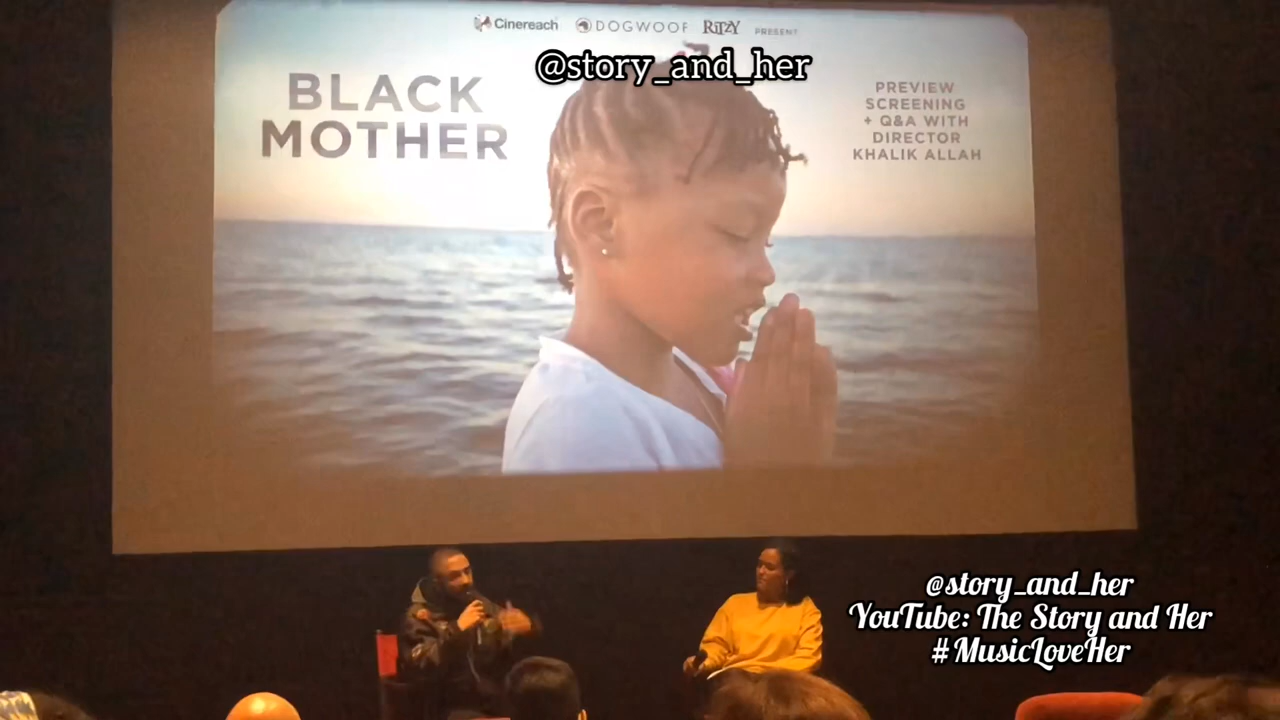 Cinereach DOGWOOF RiTZY PRESENT
@story_and_her
BLACK
MOTHER
PREVIEW
SCREENING
+ Q&A WITH
DIRECTOR
KHALIK ALLAH
@story_and_her
YouTube: The Story and Her
#MusicLoveHer